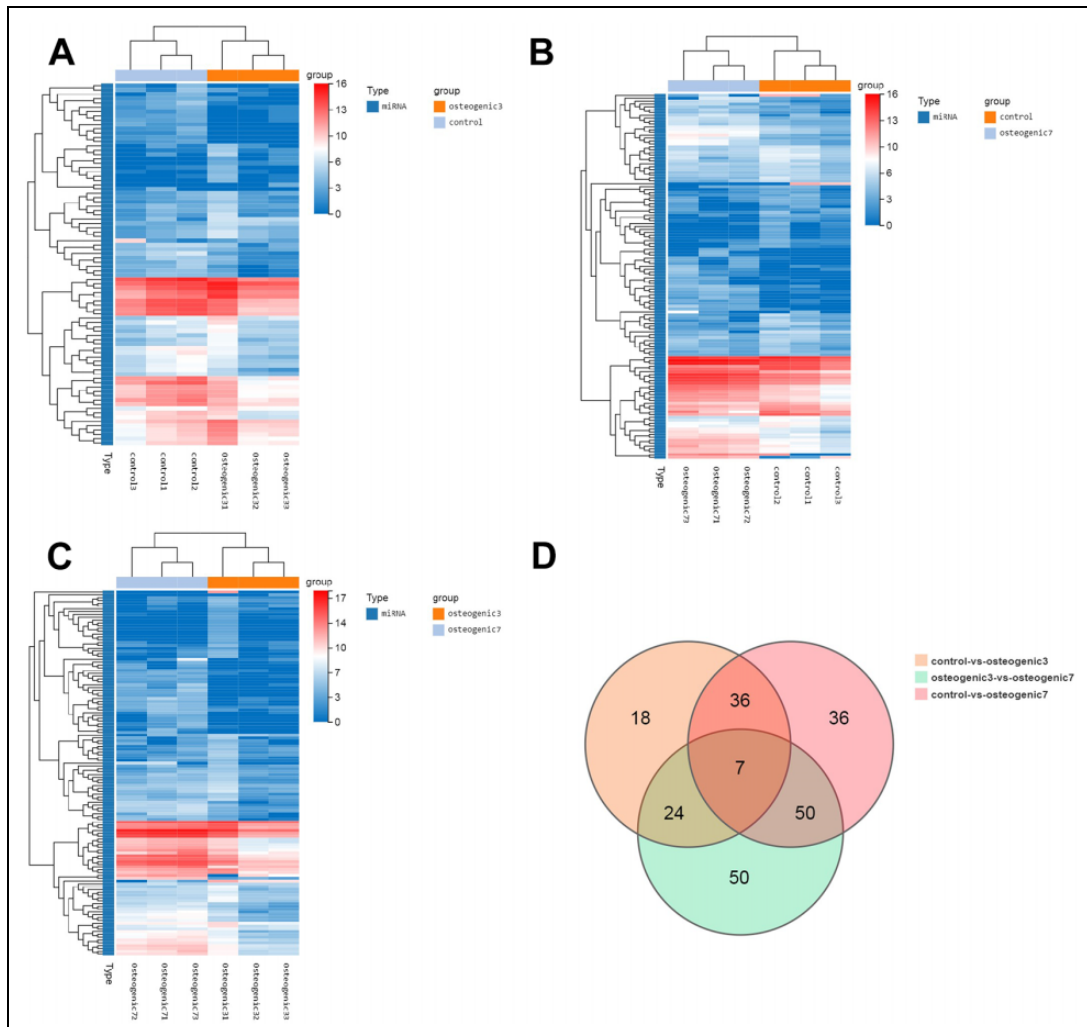 A
group
16
13
10
6
3
0
Type
miRNA
group
osteogenic3
control
Type
control3
control1
control2
Osteogenic31
Osteogenic32
Osteogenic33
B
group
16
13
10
6
3
0
Type
miRNA
group
control
osteogenic7
Type
Osteogenic73
Osteogenic71
Osteogenic72
control2
control1
control3
C
group
17
14
10
7
3
0
Type
miRNA
group
osteogenic3
osteogenic7
Type
Osteogenic72
Osteogenic71
Osteogenic73
Osteogenic31
Osteogenic32
Osteogenic33
D
18
36
36
7
24
50
50
control-vs-osteogenic3
osteogenic3-vs-osteogenic7
control-vs-osteogenic7